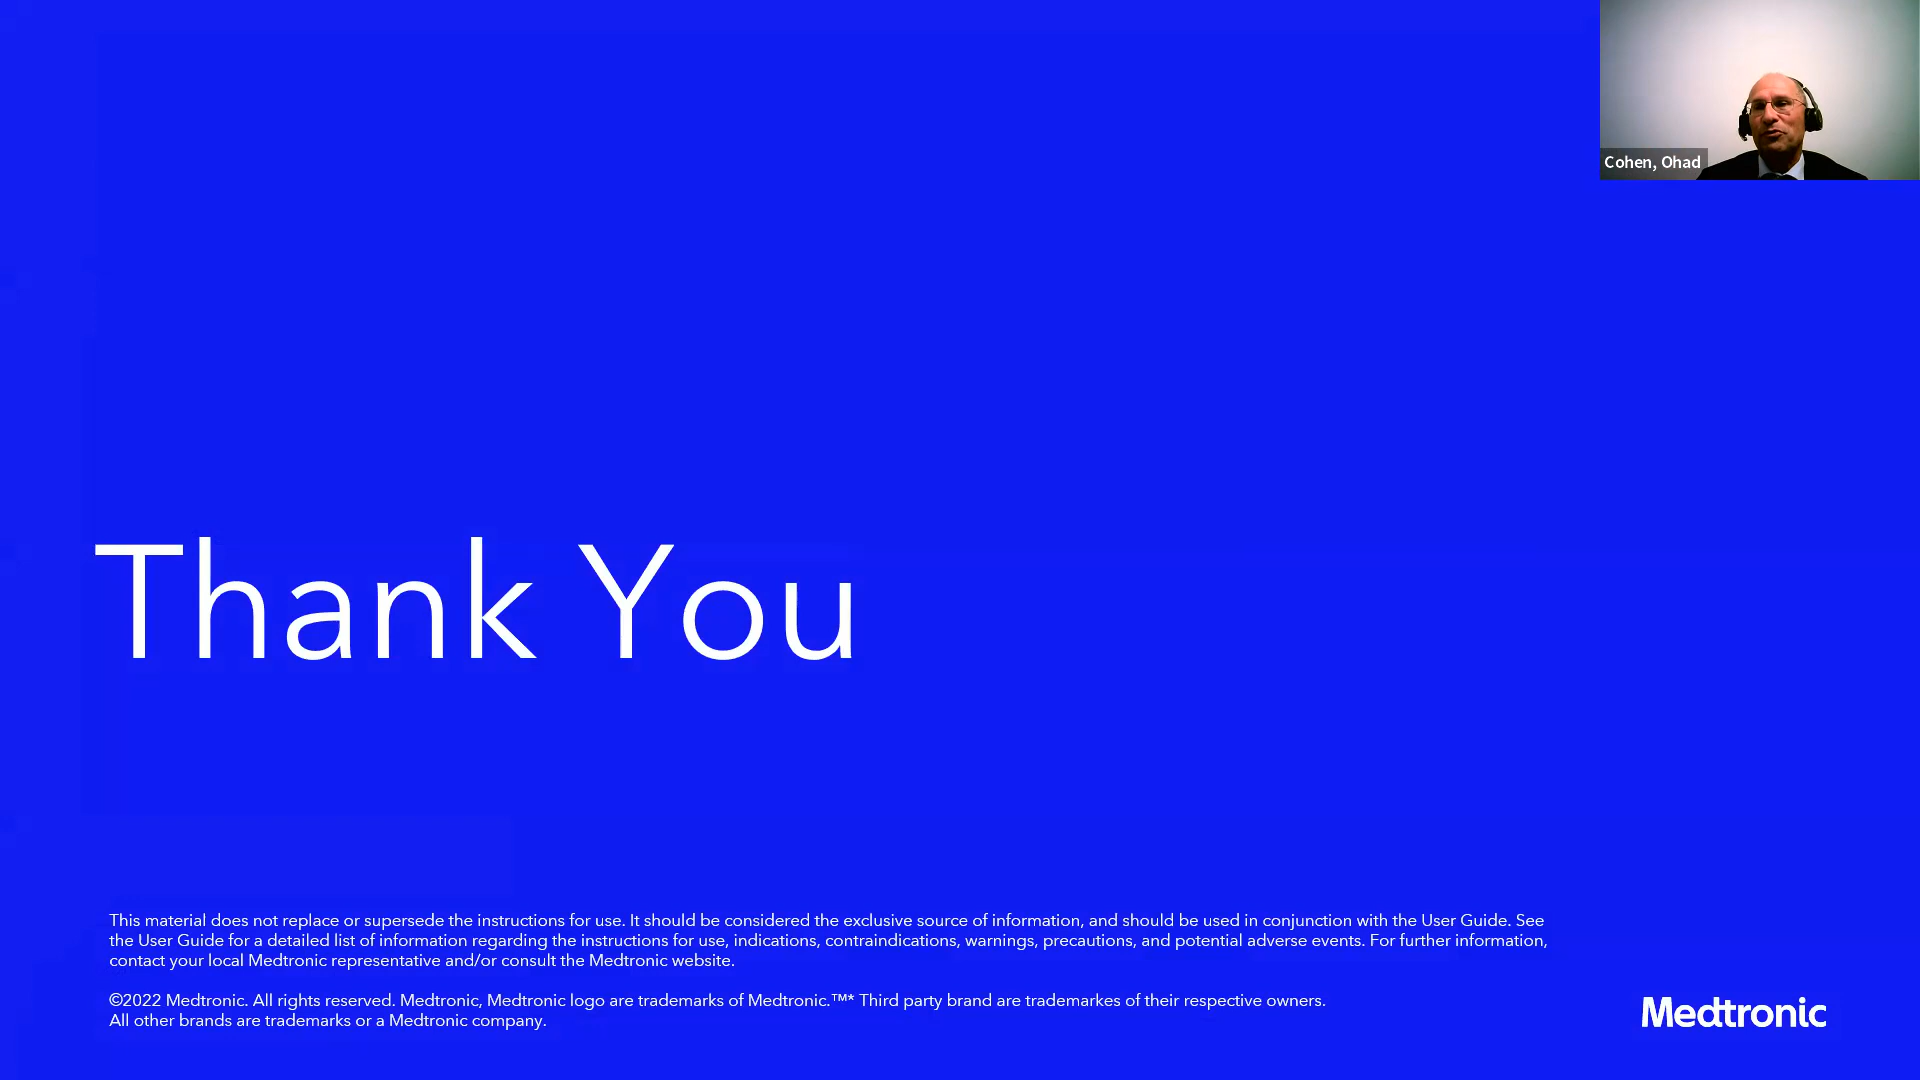 Cohen, Ohad
Thank You
This material does not replace or supersede the instructions for use. It should be considered the exclusive source of information, and should be used in conjunction with the User Guide. See
the User Guide for a detailed list of information regarding the instructions for use, indications, contraindications, warnings, precautions, and potential adverse events. For further information,
contact your local Medtronic representative and/or consult the Medtronic website.
©2022 Medtronic. All rights reserved. Medtronic, Medtronic logo are trademarks of Medtronic.™* Third party brand are trademarkes of their respective owners.
All other brands are trademarks or a Medtronic company.
Medtronic